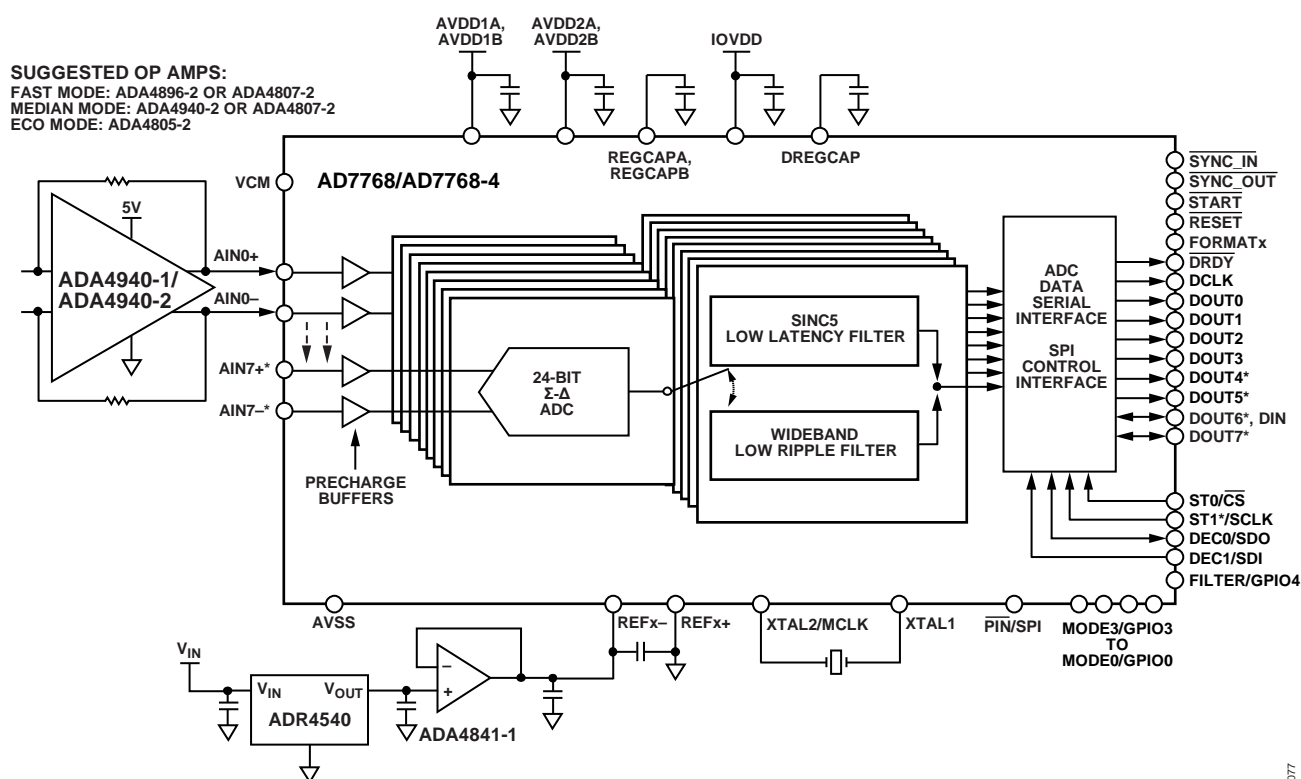 AVDD1A,
AVDD1B
AVDD2A,
AVDD2B
IOVDD
SUGGESTED OP AMPS:
FAST MODE: ADA4896-2 OR ADA4807-2
MEDIAN MODE: ADA4940-2 OR ADA4807-2
ECO MODE: ADA4805-2
REGCAPA,
REGCAPB
DREGCAP
VCM
AD7768/AD7768-4
5V
ADA4940-1/
ADA4940-2
AIN0+
AIN0–
AIN7+*
AIN7–*
PRECHARGE
BUFFERS
24-BIT
Σ-Δ
ADC
SINC5
LOW LATENCY FILTER
WIDEBAND
LOW RIPPLE FILTER
ADC
DATA
SERIAL
INTERFACE
SPI
CONTROL
INTERFACE
SYNC_IN
SYNC_OUT
START
RESET
FORMATx
DRDY
DCLK
DOUT0
DOUT1
DOUT2
DOUT3
DOUT4*
DOUT5*
DOUT6*, DIN
DOUT7*
ST0/CS
ST1*/SCLK
DEC0/SDO
DEC1/SDI
FILTER/GPIO4
AVSS
REFx–
REFx+
XTAL2/MCLK
XTAL1
PIN/SPI
MODE3/GPIO3
TO
MODE0/GPIO0
VIN
VIN
VOUT
ADR4540
–
+
ADA4841-1
077